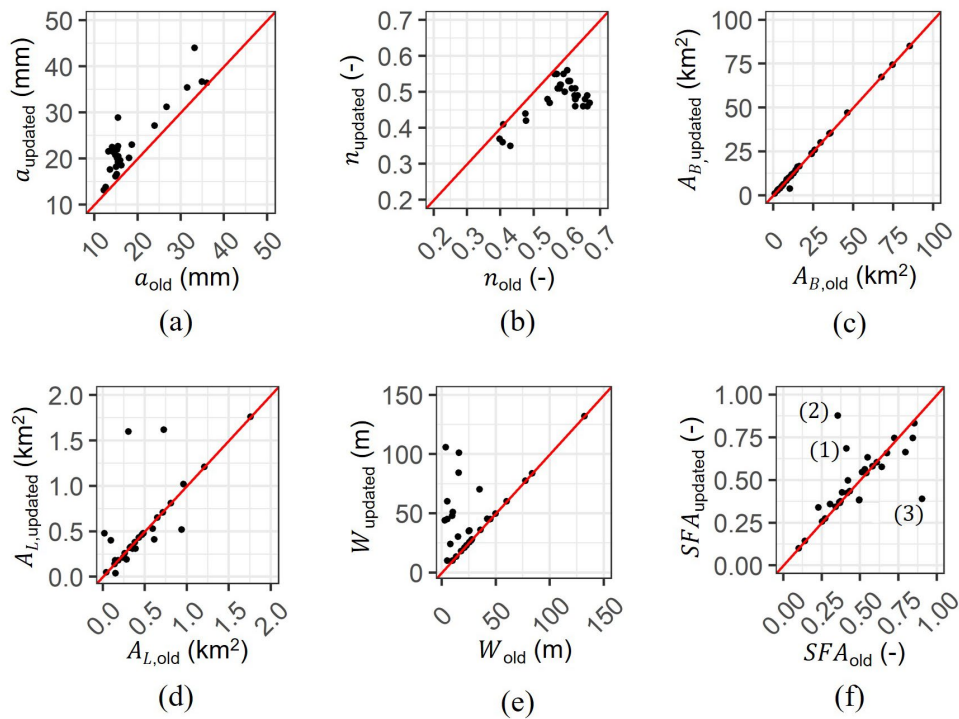 50
40
30
20
10
a_updated (mm)
10 20 30 40 50
a_old (mm)
(a)
0.7
0.6
0.5
0.4
0.3
0.2
n_updated (-)
0.2 0.3 0.4 0.5 0.6 0.7
n_old (-)
(b)
100
75
50
25
0
A_B,updated (km²)
0 25 50 75 100
A_B,old (km²)
(c)
2.0
1.5
1.0
0.5
0.0
A_L,updated (km²)
0.0 0.5 1.0 1.5 2.0
A_L,old (km²)
(d)
150
100
50
0
W_updated (m)
0 50 100 150
W_old (m)
(e)
1.00
0.75
0.50
0.25
0.00
SFA_updated (-)
(2)
(1)
(3)
0.00 0.25 0.50 0.75 1.00
SFA_old (-)
(f)